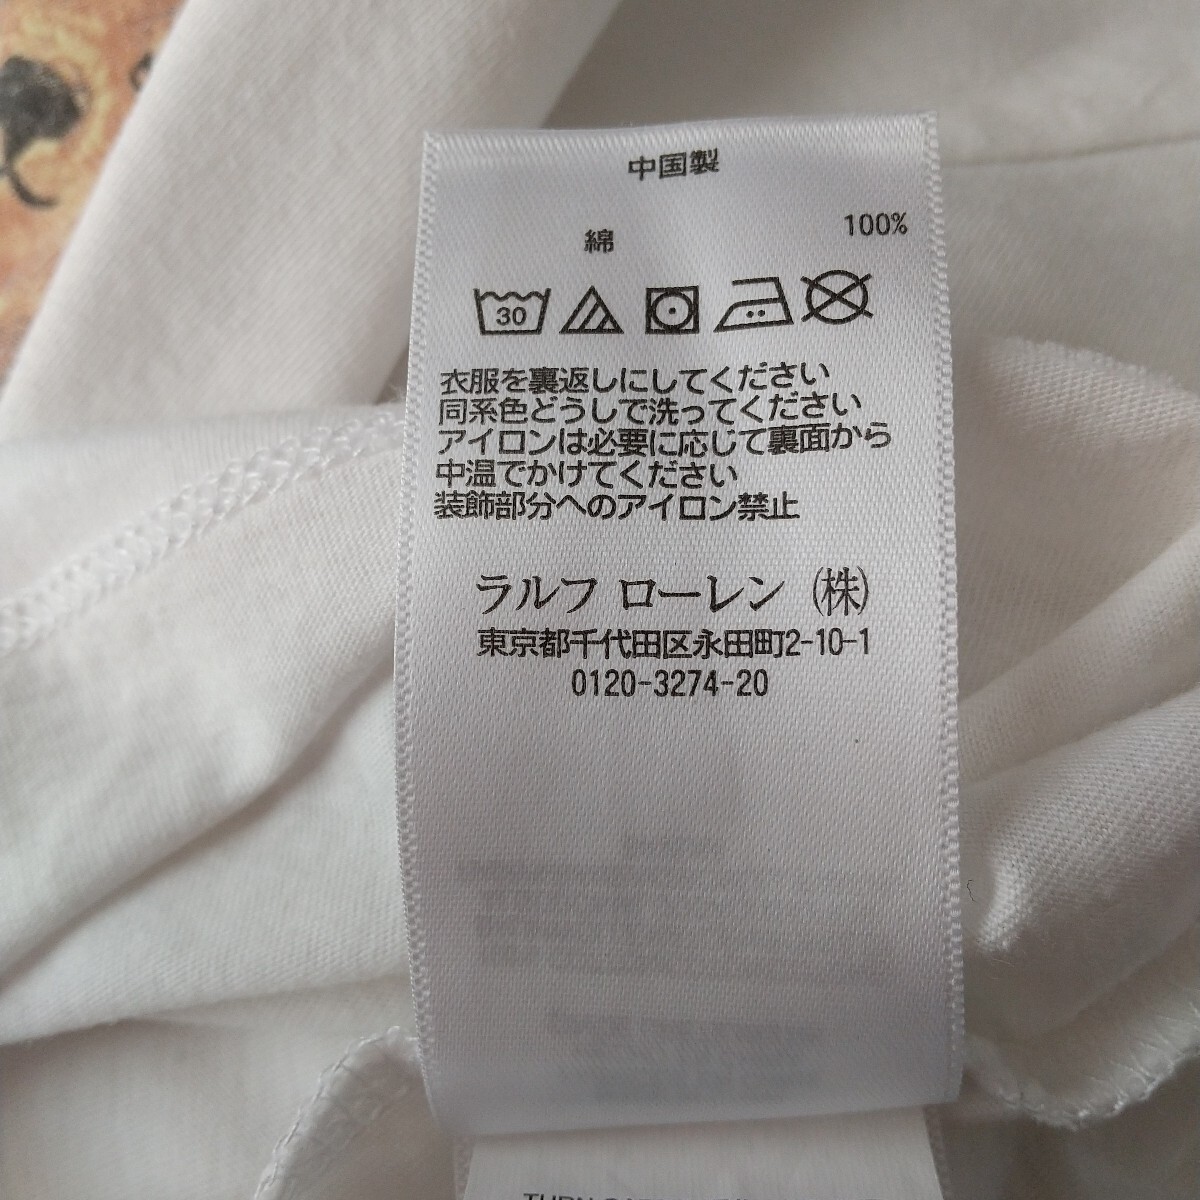 中国製
綿 100%
30
衣服を裏返しにしてください
同系色どうしで洗ってください
アイロンは必要に応じて裏面から
中温でかけてください
装飾部分へのアイロン禁止
ラルフ ローレン (株)
東京都千代田区永田町2-10-1
0120-3274-20